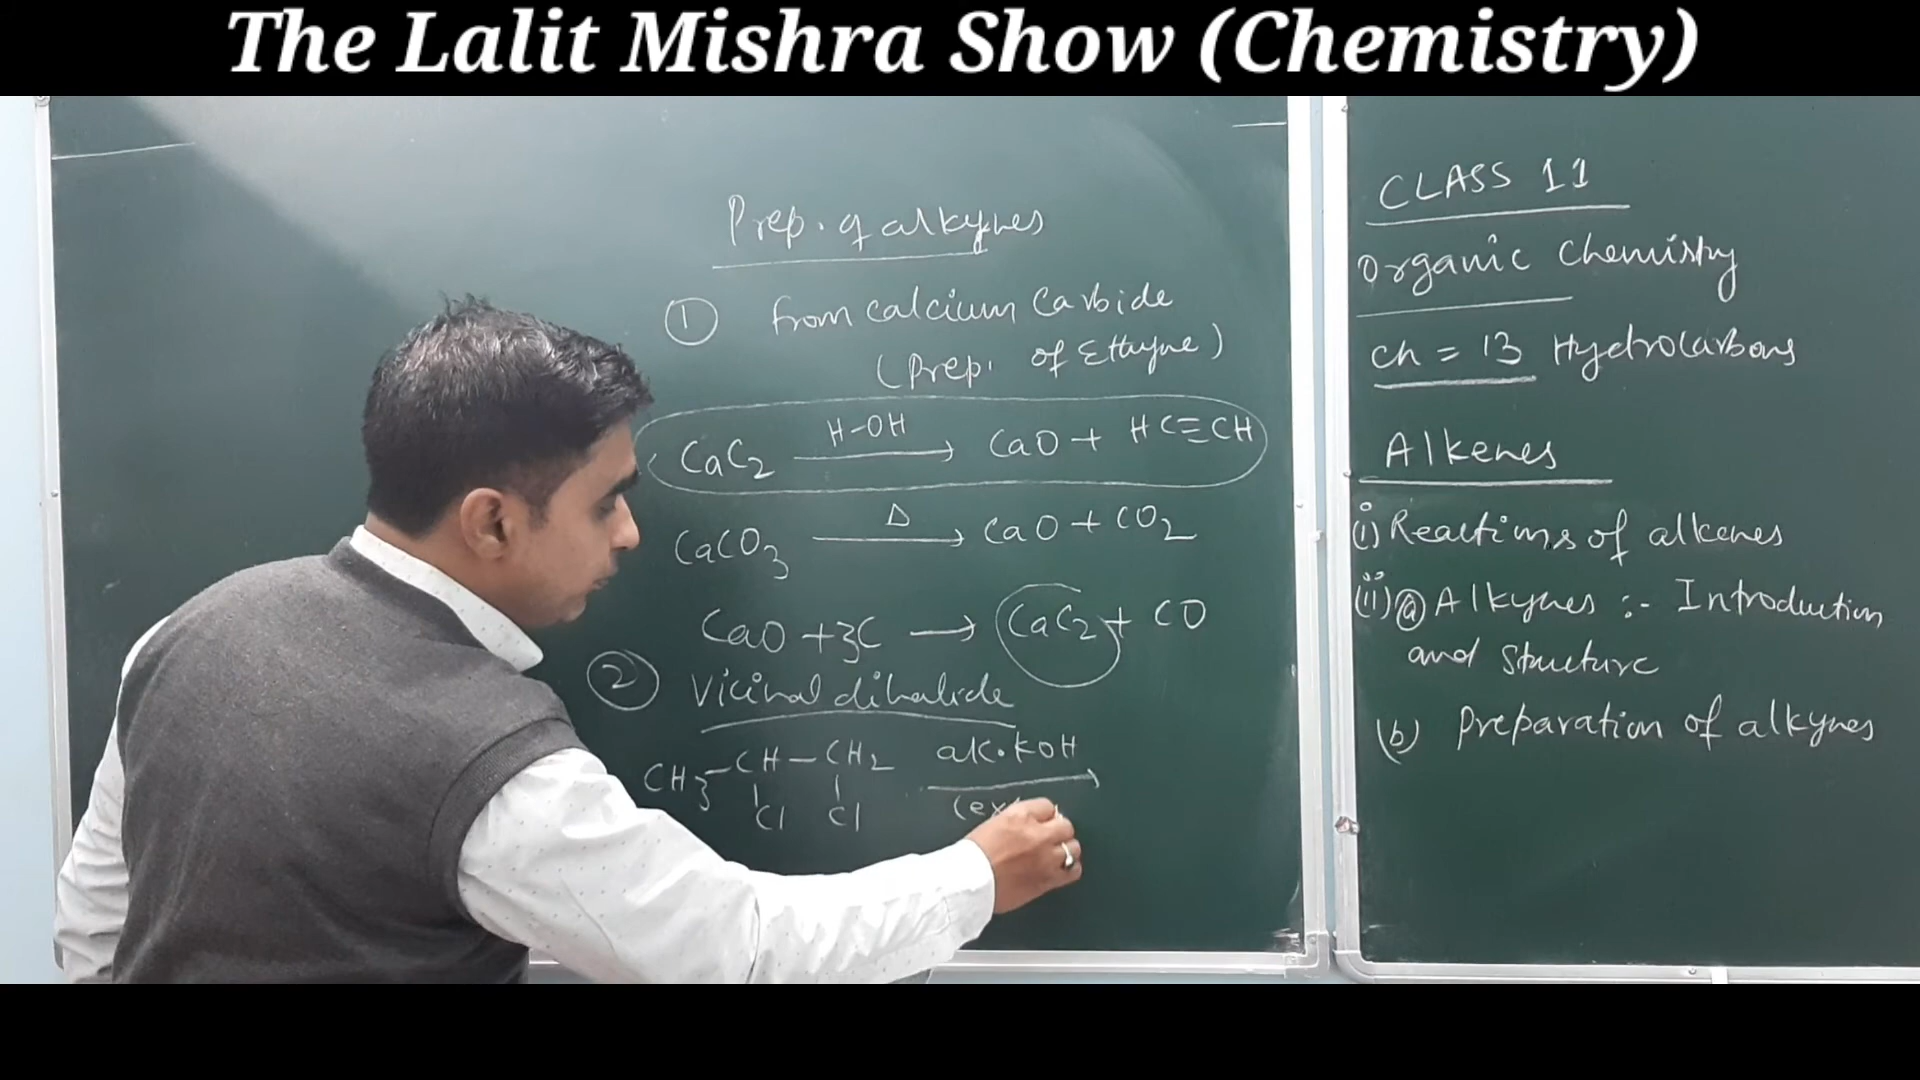 The Lalit Mishra Show (Chemistry)
Prep. of alkynes
① from calcium carbide
(Prep. of Ethyne)
CaC2 H-OH → CaO + HC≡CH
CaCO3 Δ → CaO + CO2
CaO + 3C → CaC2 + CO
② Vicinal dihalide
CH3-CH-CH2 alc. KOH →
Cl Cl (ex
CLASS 11
Organic Chemistry
Ch = 13 Hydrocarbons
Alkenes
(i) Reactions of alkenes
(ii) ⓐ Alkynes :- Introduction
and Structure
(b) Preparation of alkynes